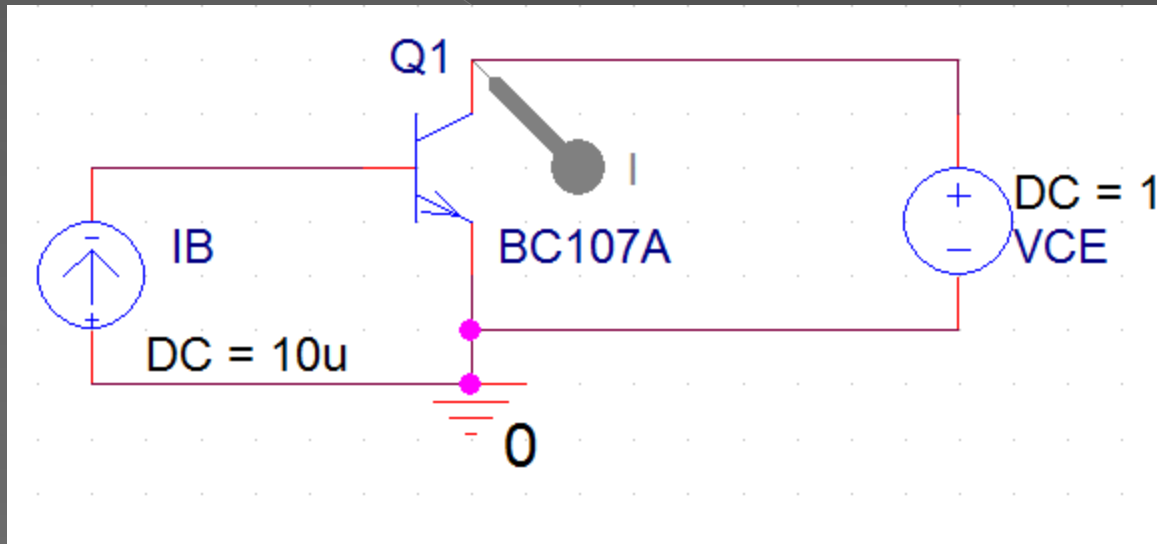 Q1
I
DC = 1
IB
BC107A
VCE
DC = 10u
0